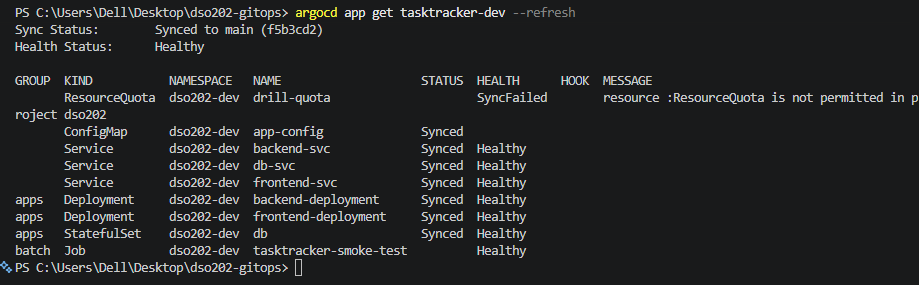 PS C:\Users\Dell\Desktop\dso202-gitops> argocd app get tasktracker-dev --refresh
Sync Status:        Synced to main (f5b3cd2)
Health Status:      Healthy

GROUP  KIND           NAMESPACE   NAME                    STATUS  HEALTH      HOOK  MESSAGE
       ResourceQuota  dso202-dev  drill-quota                     SyncFailed        resource :ResourceQuota is not permitted in p
roject dso202
       ConfigMap      dso202-dev  app-config              Synced
       Service        dso202-dev  backend-svc             Synced  Healthy
       Service        dso202-dev  db-svc                  Synced  Healthy
       Service        dso202-dev  frontend-svc            Synced  Healthy
apps   Deployment     dso202-dev  backend-deployment      Synced  Healthy
apps   Deployment     dso202-dev  frontend-deployment     Synced  Healthy
apps   StatefulSet    dso202-dev  db                      Synced  Healthy
batch  Job            dso202-dev  tasktracker-smoke-test          Healthy
PS C:\Users\Dell\Desktop\dso202-gitops>